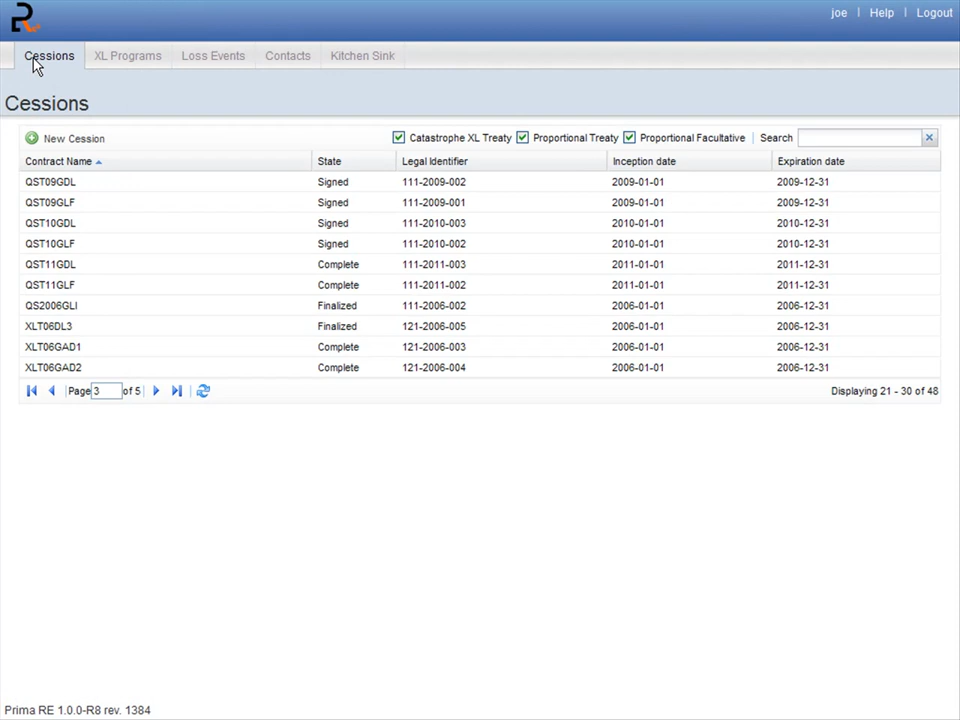 joe | Help | Logout
Cessions XL Programs Loss Events Contacts Kitchen Sink
Cessions
New Cession Catastrophe XL Treaty Proportional Treaty Proportional Facultative Search
Contract Name State Legal Identifier Inception date Expiration date
QST09GDL Signed 111-2009-002 2009-01-01 2009-12-31
QST09GLF Signed 111-2009-001 2009-01-01 2009-12-31
QST10GDL Signed 111-2010-003 2010-01-01 2010-12-31
QST10GLF Signed 111-2010-002 2010-01-01 2010-12-31
QST11GDL Complete 111-2011-003 2011-01-01 2011-12-31
QST11GLF Complete 111-2011-002 2011-01-01 2011-12-31
QS2006GLI Finalized 111-2006-002 2006-01-01 2006-12-31
XLT06DL3 Finalized 121-2006-005 2006-01-01 2006-12-31
XLT06GAD1 Complete 121-2006-003 2006-01-01 2006-12-31
XLT06GAD2 Complete 121-2006-004 2006-01-01 2006-12-31
Page 3 of 5 Displaying 21 - 30 of 48
Prima RE 1.0.0-R8 rev. 1384